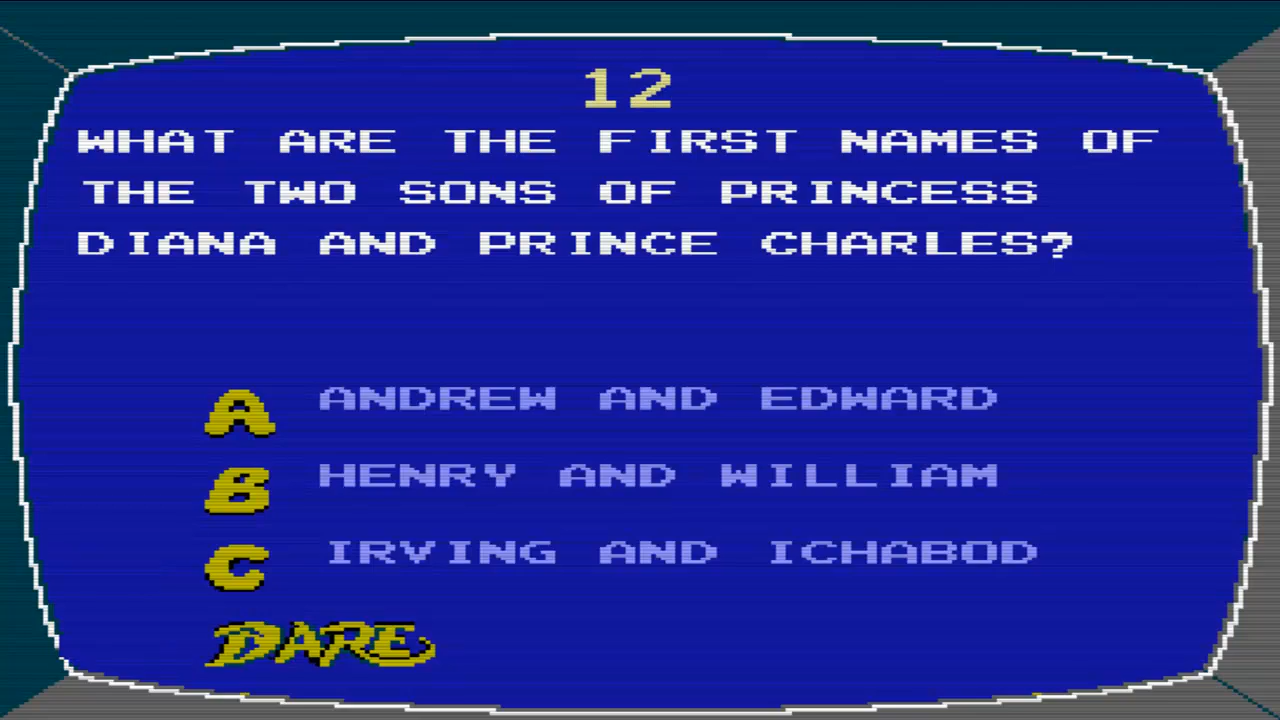 12
WHAT ARE THE FIRST NAMES OF
THE TWO SONS OF PRINCESS
DIANA AND PRINCE CHARLES?
A ANDREW AND EDWARD
B HENRY AND WILLIAM
C IRVING AND ICHABOD
DARE